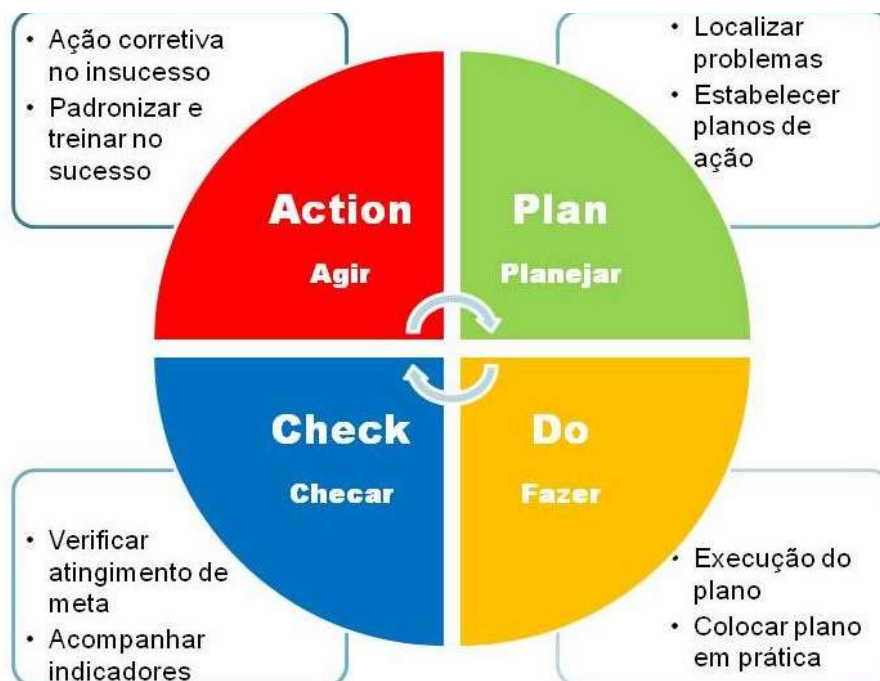 • Ação corretiva
no insucesso
• Padronizar e
treinar no
sucesso
• Localizar
problemas
• Estabelecer
planos de
ação
Action
Agir
Plan
Planejar
Check
Checar
Do
Fazer
• Verificar
atingimento de
meta
• Acompanhar
indicadores
• Execução do
plano
• Colocar plano
em prática